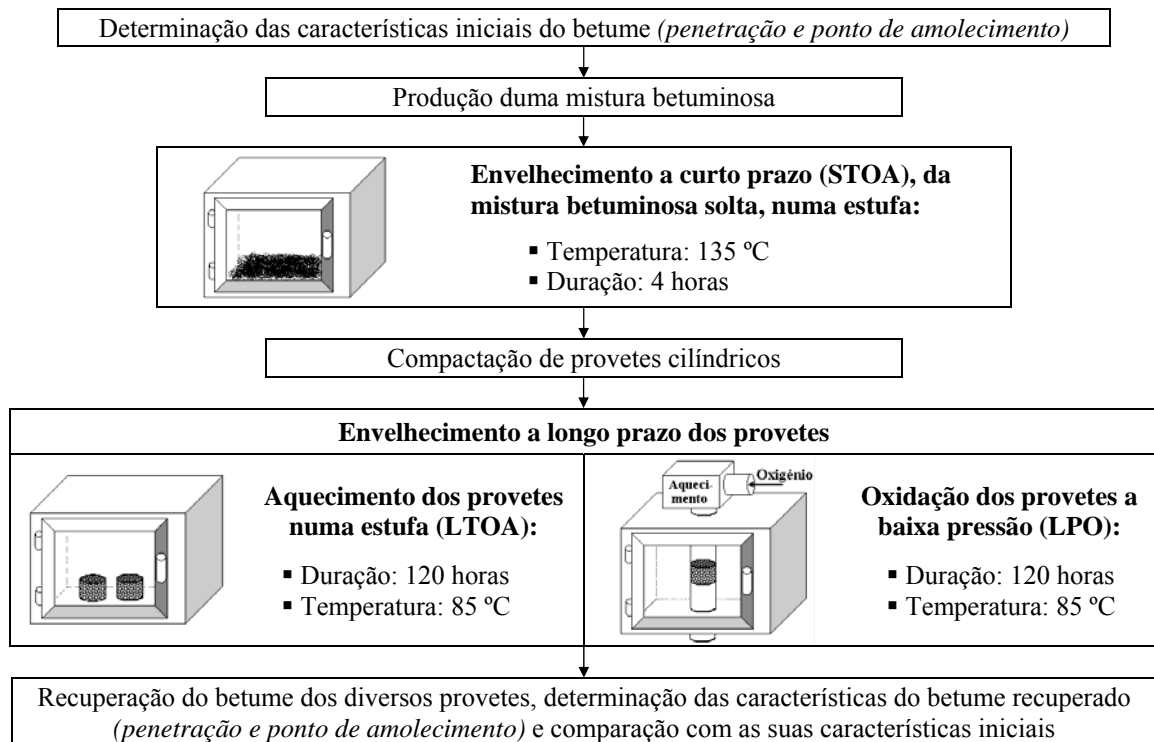 Determinação das características iniciais do betume (penetração e ponto de amolecimento)
Produção duma mistura betuminosa
Envelhecimento a curto prazo (STOA), da
mistura betuminosa solta, numa estufa:
▪ Temperatura: 135 ºC
▪ Duração: 4 horas
Compactação de provetes cilíndricos
Envelhecimento a longo prazo dos provetes
Aquecimento dos provetes
numa estufa (LTOA):
▪ Duração: 120 horas
▪ Temperatura: 85 ºC
Oxigénio
Aqueci-
mento
Oxidação dos provetes a
baixa pressão (LPO):
▪ Duração: 120 horas
▪ Temperatura: 85 ºC
Recuperação do betume dos diversos provetes, determinação das características do betume recuperado
(penetração e ponto de amolecimento) e comparação com as suas características iniciais